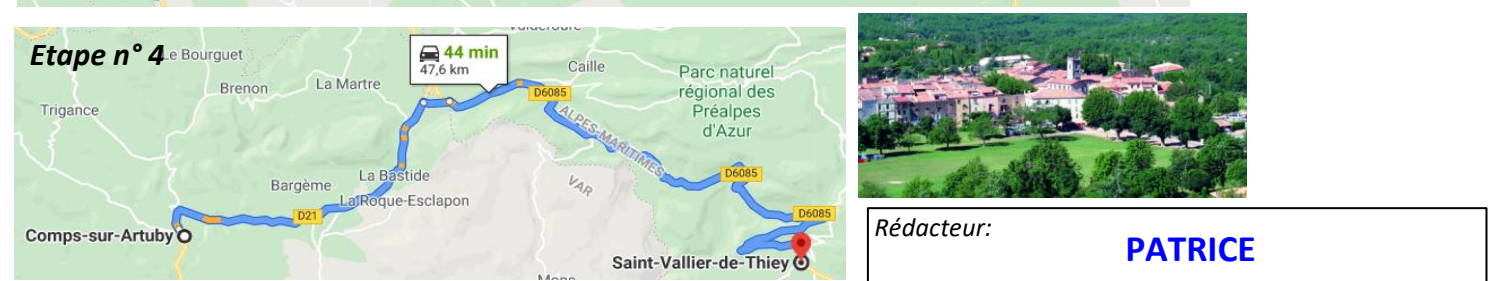 Etape n° 4
Le Bourguet
44 min
47,6 km
Caille
Brenon
La Martre
D6085
Parc naturel
régional des
Préalpes
d'Azur
Trigance
ALPES-MARITIMES
Bargème
La Bastide
VAR
D6085
La Roque-Esclapon
D21
D6085
Comps-sur-Artuby
Saint-Vallier-de-Thiey
Rédacteur:
PATRICE